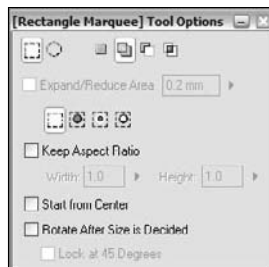 [Rectangle Marquee] Tool Options
Expand/Reduce Area 0.2 mm
Keep Aspect Ratio
Width: 1.0 Height: 1.0
Start from Center
Rotate After Size is Decided
Lock at 45 Degrees